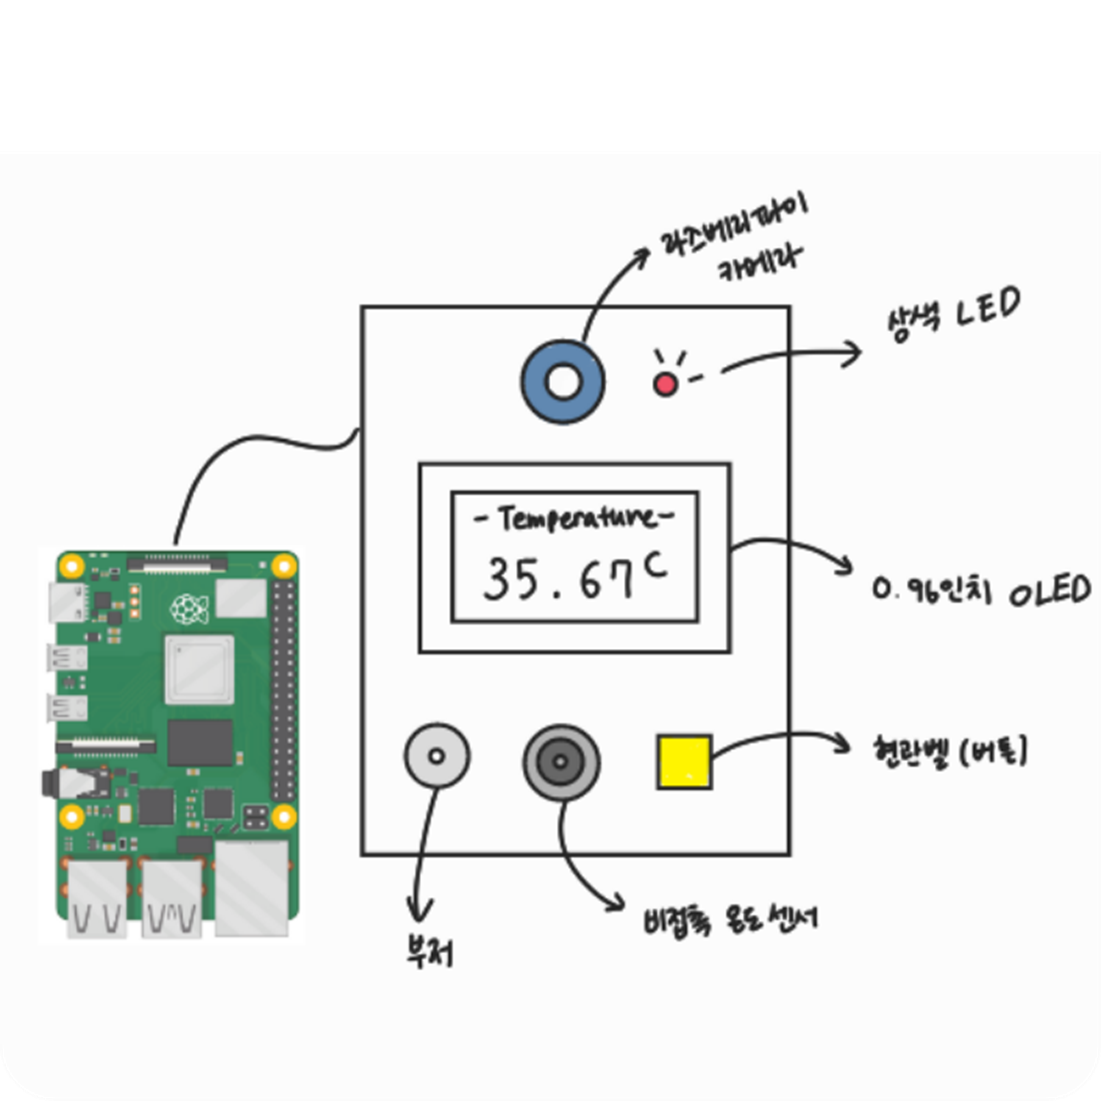 라즈베리파이
카메라
삼색 LED
- Temperature-
35.67℃
0.96인치 OLED
현관벨 (버튼)
비접촉 온도 센서
부저